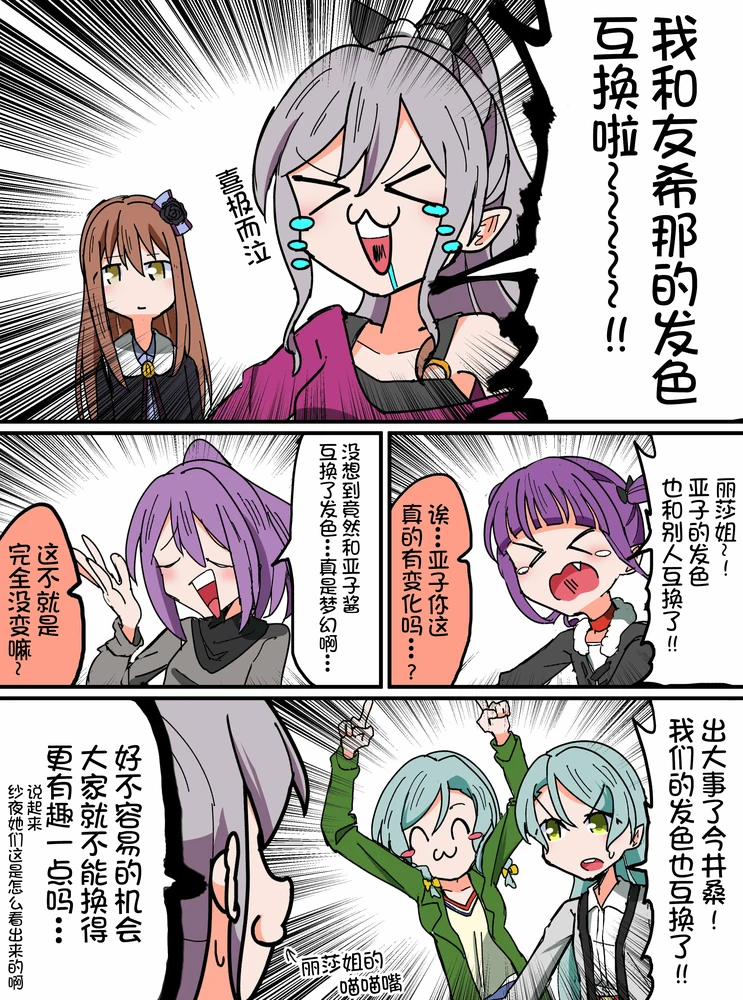 我和友希那的发色
互换啦~~~~~~~!!
喜极而泣
丽莎姐~!
亚子的发色
也和别人互换了!!
诶…亚子你这
真的有变化吗…?
没想到竟然和亚子酱
互换了发色…真是梦幻啊…
这不就是
完全没变嘛~
出大事了今井桑!
我们的发色也互换了!!
好不容易的机会
大家就不能换得
更有趣一点吗…
说起来
纱夜她们这是怎么看出来的啊
←丽莎姐的
喵喵嘴